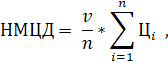 НМЦД = v/n * ∑_{i=1}^{n} Ц_i ,